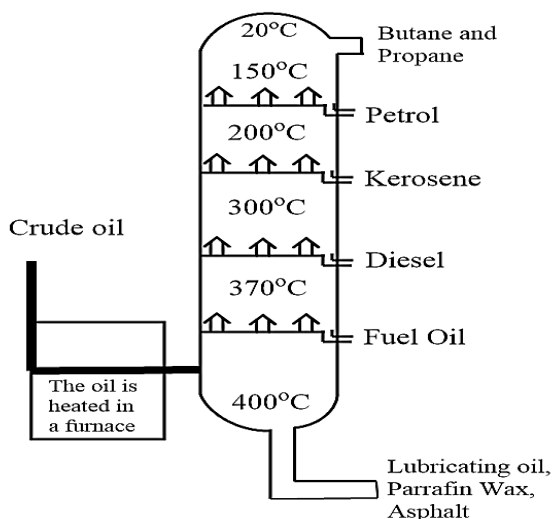 20°C
Butane and
Propane
150°C
Petrol
200°C
Kerosene
300°C
Crude oil
Diesel
370°C
Fuel Oil
The oil is
heated in
a furnace
400°C
Lubricating oil,
Parrafin Wax,
Asphalt